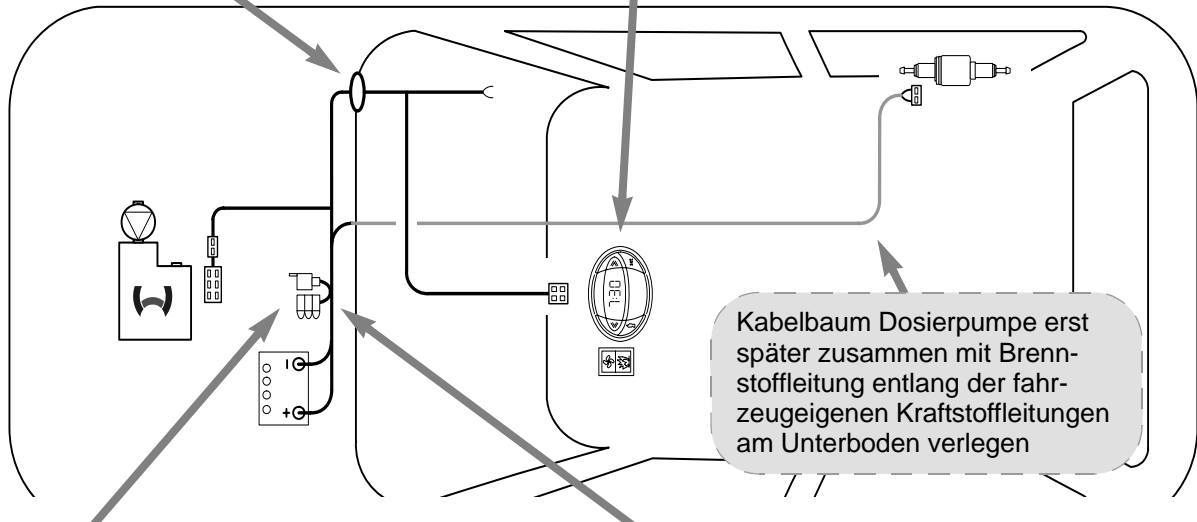 Kabelbaum Dosierpumpe erst
später zusammen mit Brenn-
stoffleitung entlang der fahr-
zeugeigenen Kraftstoffleitungen
am Unterboden verlegen